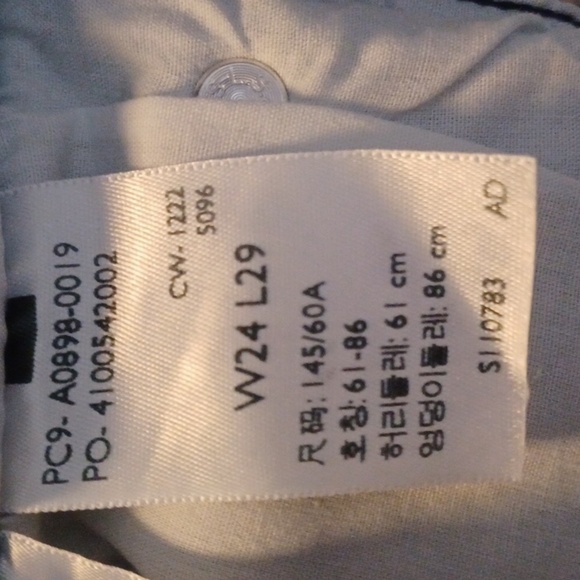 PC9- A0898-0019
PO- 4100542002
CW- 1222
5096
W24 L29
尺码: 145/60A
호칭: 61-86
허리둘레: 61 cm
엉덩이둘레: 86 cm
S110783 AD